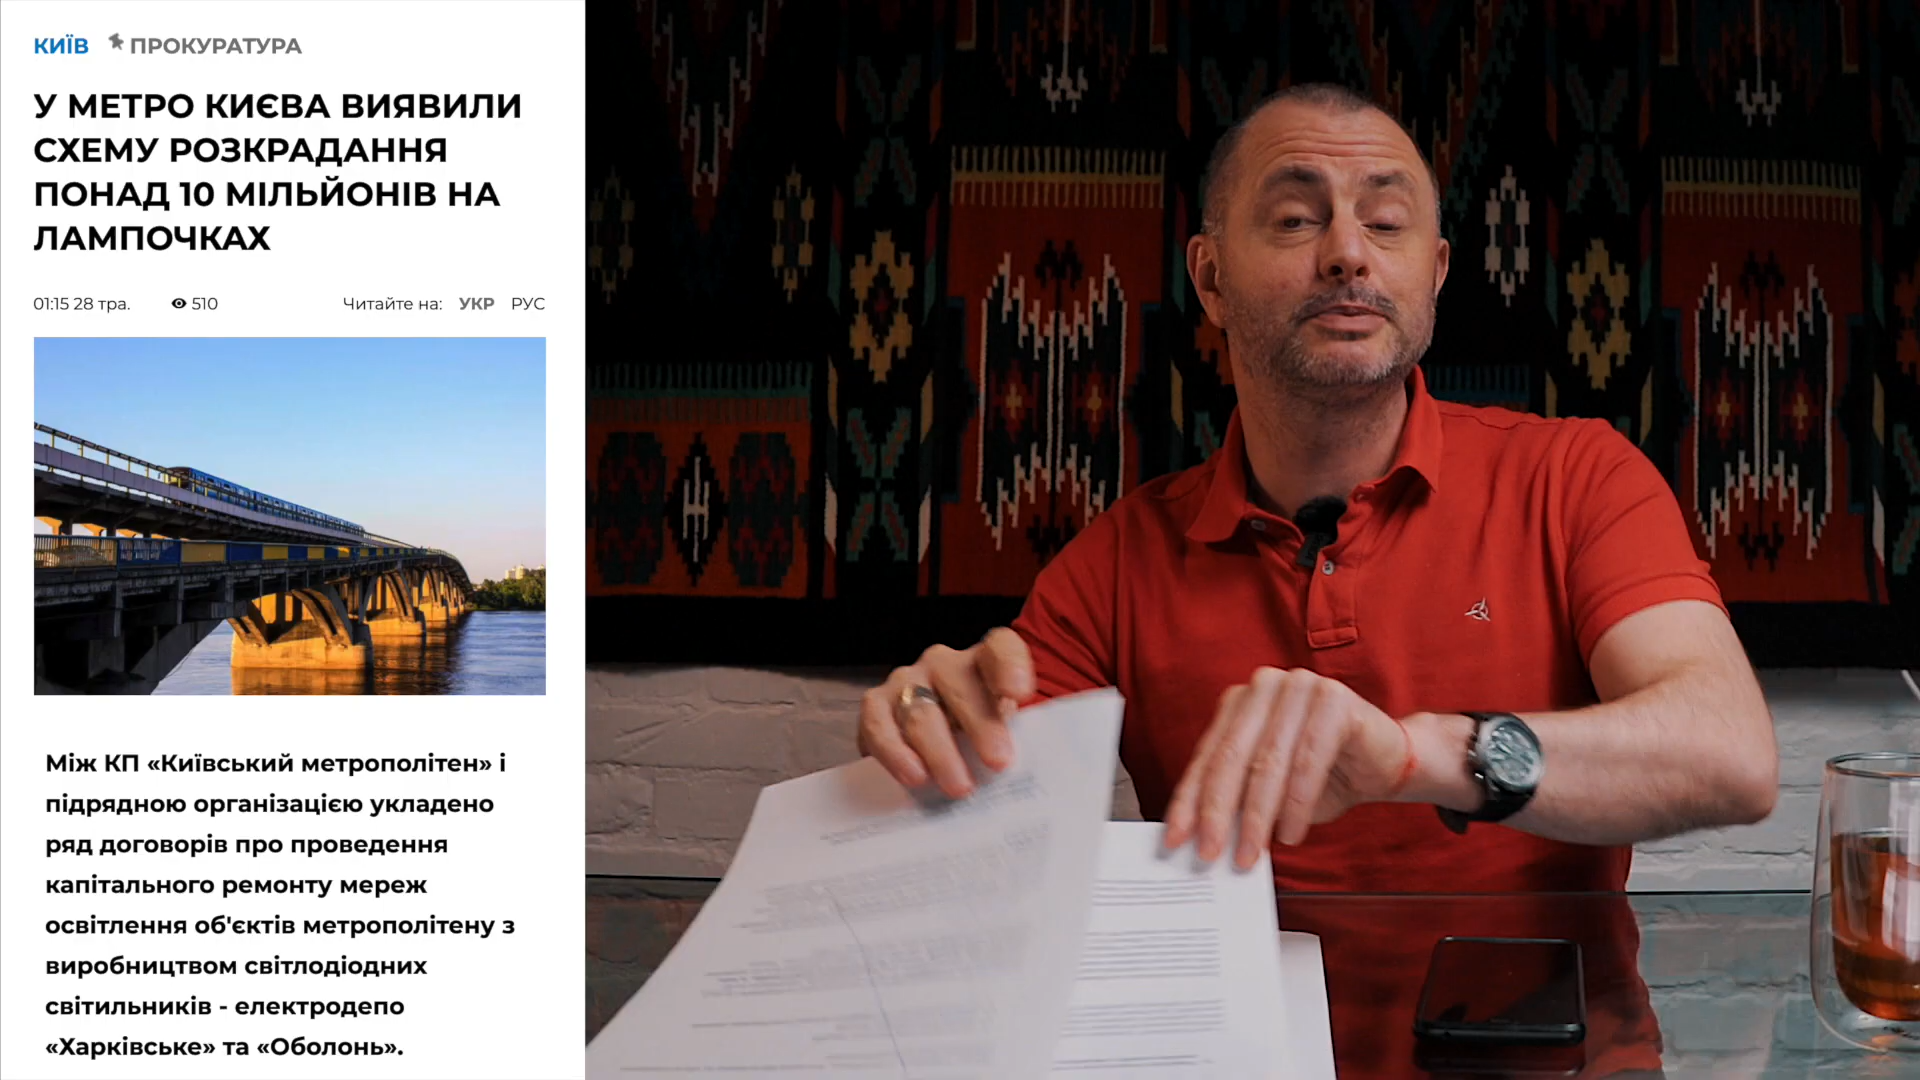 КИЇВ ПРОКУРАТУРА
У МЕТРО КИЄВА ВИЯВИЛИ
СХЕМУ РОЗКРАДАННЯ
ПОНАД 10 МІЛЬЙОНІВ НА
ЛАМПОЧКАХ
01:15 28 тра. 510 Читайте на: УКР РУС
Між КП «Київський метрополітен» і
підрядною організацією укладено
ряд договорів про проведення
капітального ремонту мереж
освітлення об'єктів метрополітену з
виробництвом світлодіодних
світильників - електродепо
«Харківське» та «Оболонь».